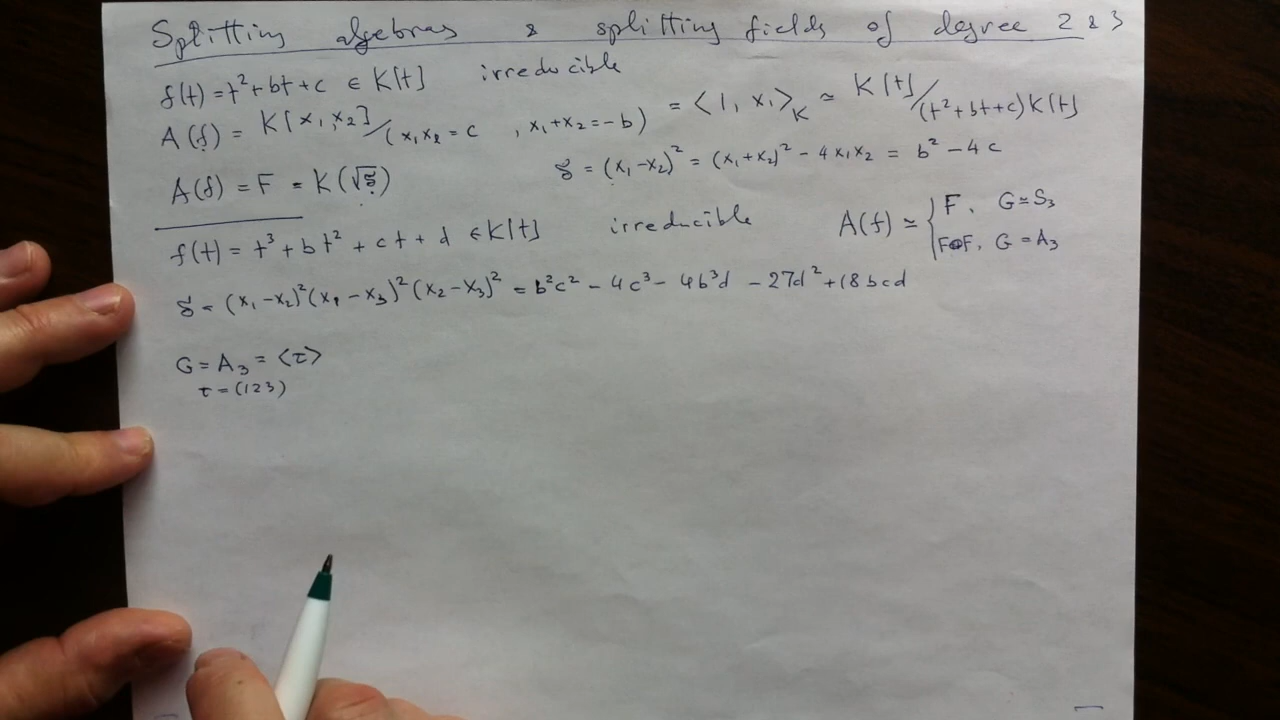 Splitting algebras & splitting fields of degree 2 & 3
f(t) = t² + bt + c ∈ K[t] irreducible
A(f) = K[x₁, x₂]/(x₁x₂ = c, x₁+x₂ = -b) = ⟨1, x₁⟩_K ≃ K[t]/(t²+bt+c)K[t]
δ = (x₁-x₂)² = (x₁+x₂)² - 4x₁x₂ = b² - 4c
A(f) = F = K(√δ)
f(t) = t³ + bt² + ct + d ∈ K[t] irreducible A(f) ≃ { F, G ≃ S₃
F⊕F, G = A₃
δ = (x₁-x₂)²(x₁-x₃)²(x₂-x₃)² = b²c² - 4c³ - 4b³d - 27d² + 18bcd
G = A₃ = ⟨τ⟩
τ = (123)